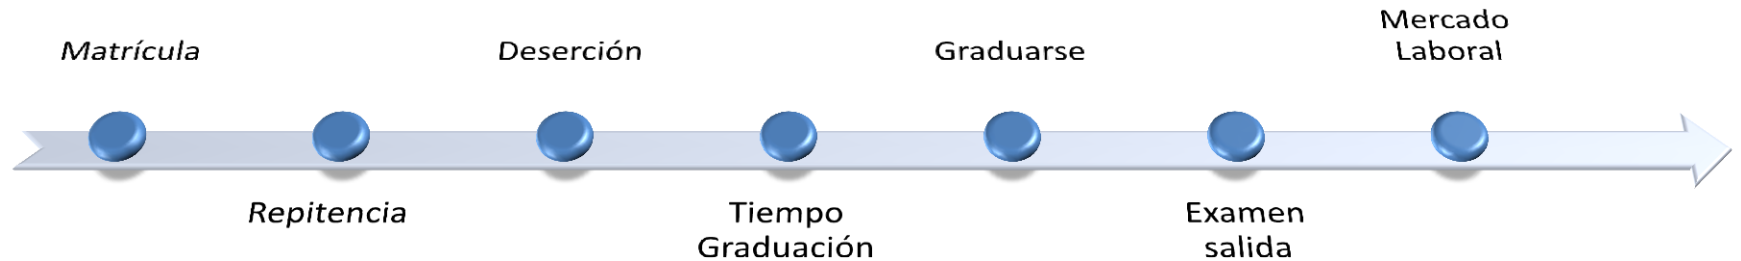 Matrícula
Repitencia
Deserción
Tiempo
Graduación
Graduarse
Examen
salida
Mercado
Laboral